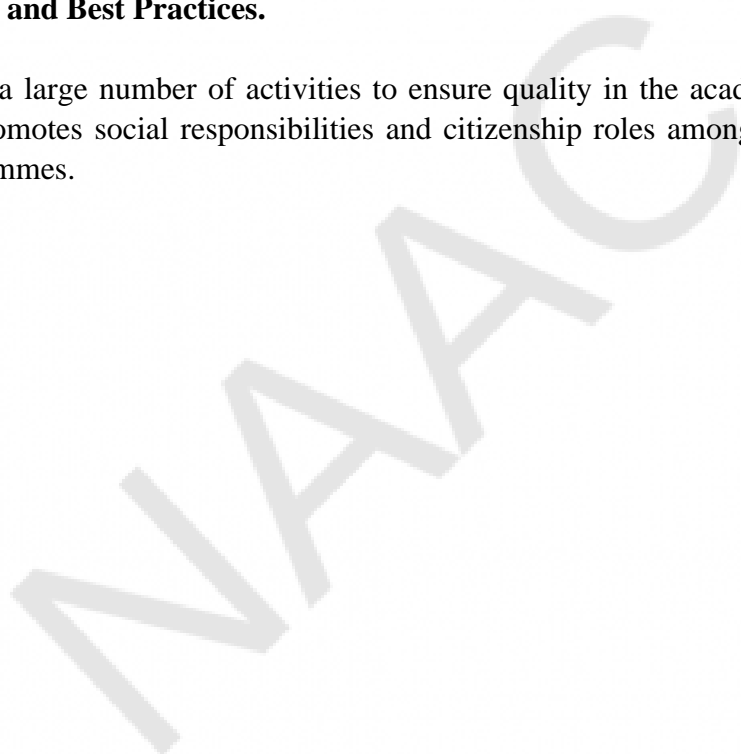 and Best Practices.
a large number of activities to ensure quality in the acad
omotes social responsibilities and citizenship roles among
mmes.
NAAC